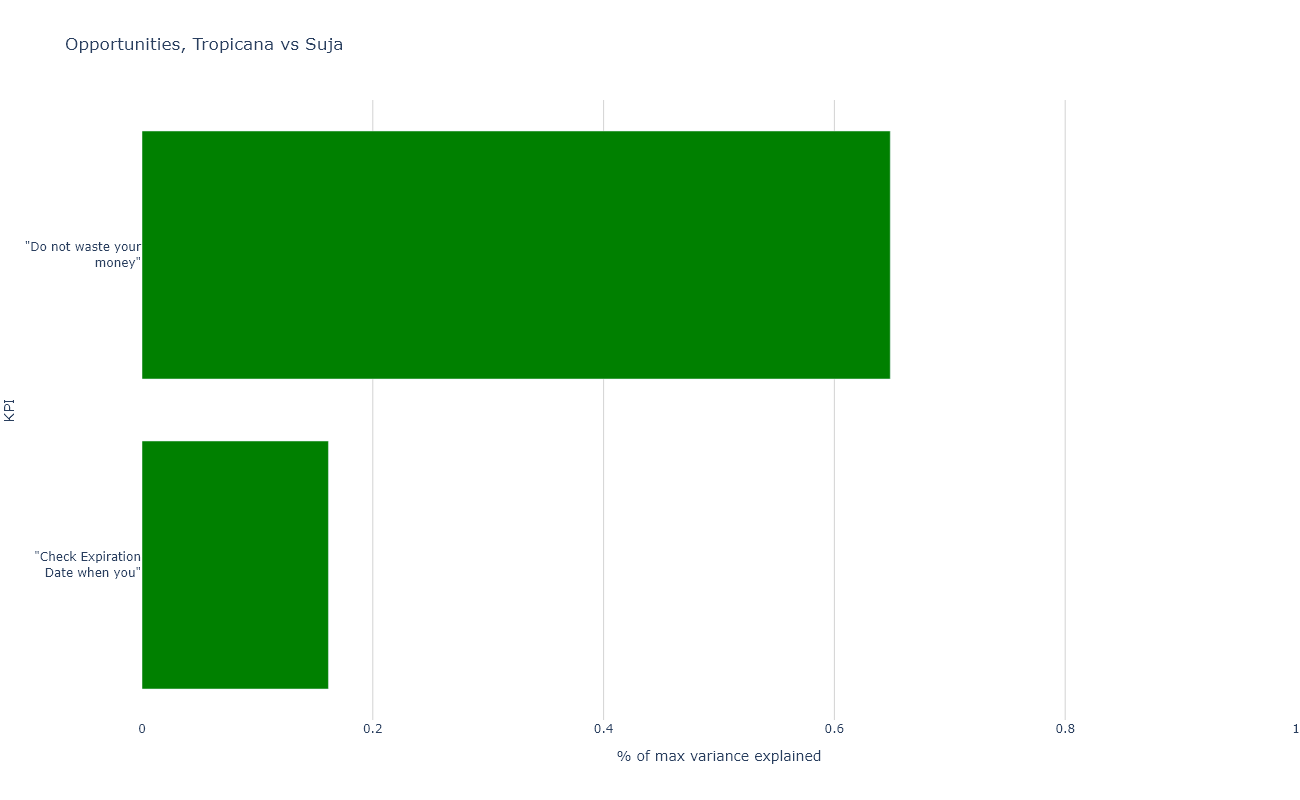 Opportunities, Tropicana vs Suja
"Do not waste your
money"
KPI
"Check Expiration
Date when you"
0 0.2 0.4 0.6 0.8 1
% of max variance explained